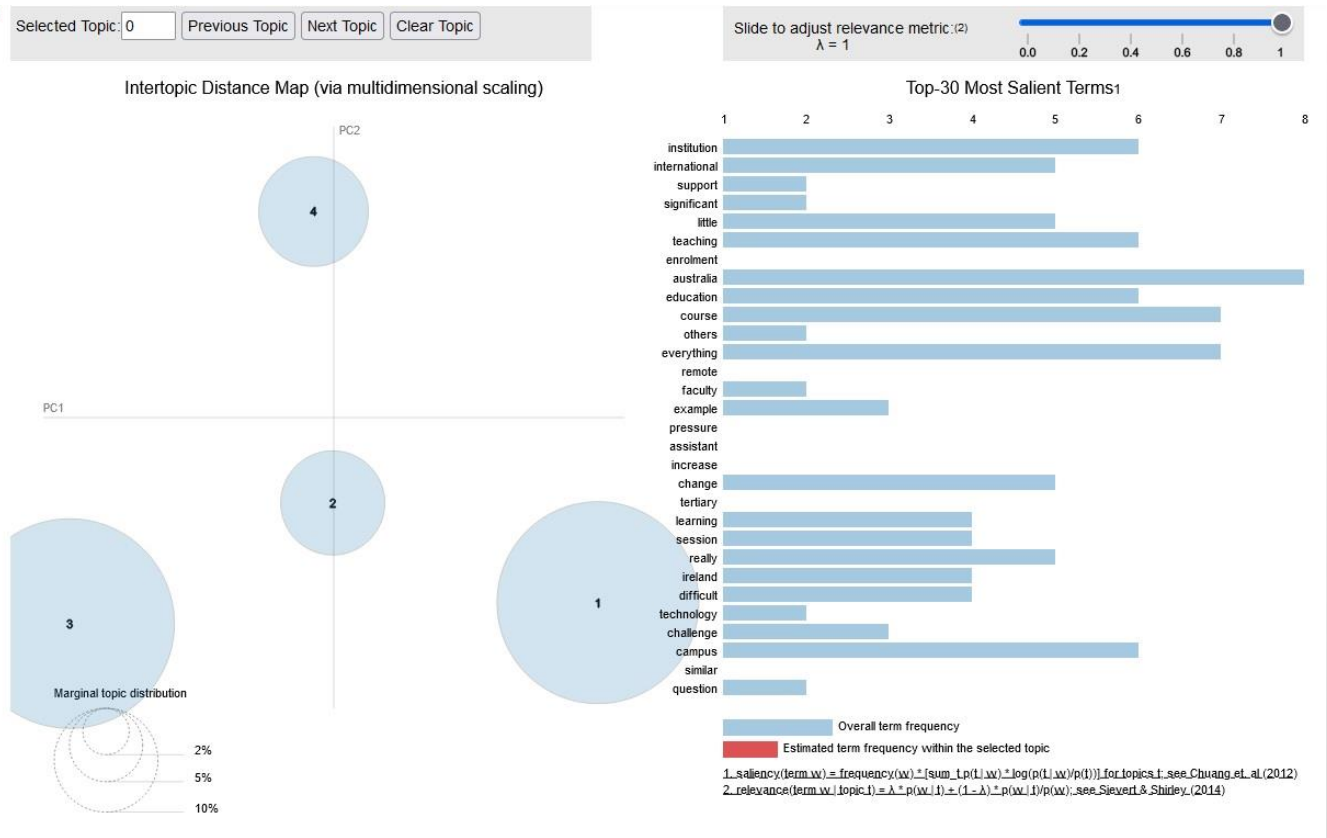 Selected Topic: 0 Previous Topic Next Topic Clear Topic
Slide to adjust relevance metric:(2)
λ = 1
0.0 0.2 0.4 0.6 0.8 1
Intertopic Distance Map (via multidimensional scaling)
PC2
PC1
4
2
3
1
Marginal topic distribution
2%
5%
10%
Top-30 Most Salient Terms1
1 2 3 4 5 6 7 8
institution
international
support
significant
little
teaching
enrolment
australia
education
course
others
everything
remote
faculty
example
pressure
assistant
increase
change
tertiary
learning
session
really
ireland
difficult
technology
challenge
campus
similar
question
Overall term frequency
Estimated term frequency within the selected topic
1. saliency(term w) = frequency(w) * [sum_t p(t | w) * log(p(t | w)/p(t))] for topics t; see Chuang et. al (2012)
2. relevance(term w | topic t) = λ * p(w | t) + (1 - λ) * p(w | t)/p(w); see Sievert & Shirley (2014)